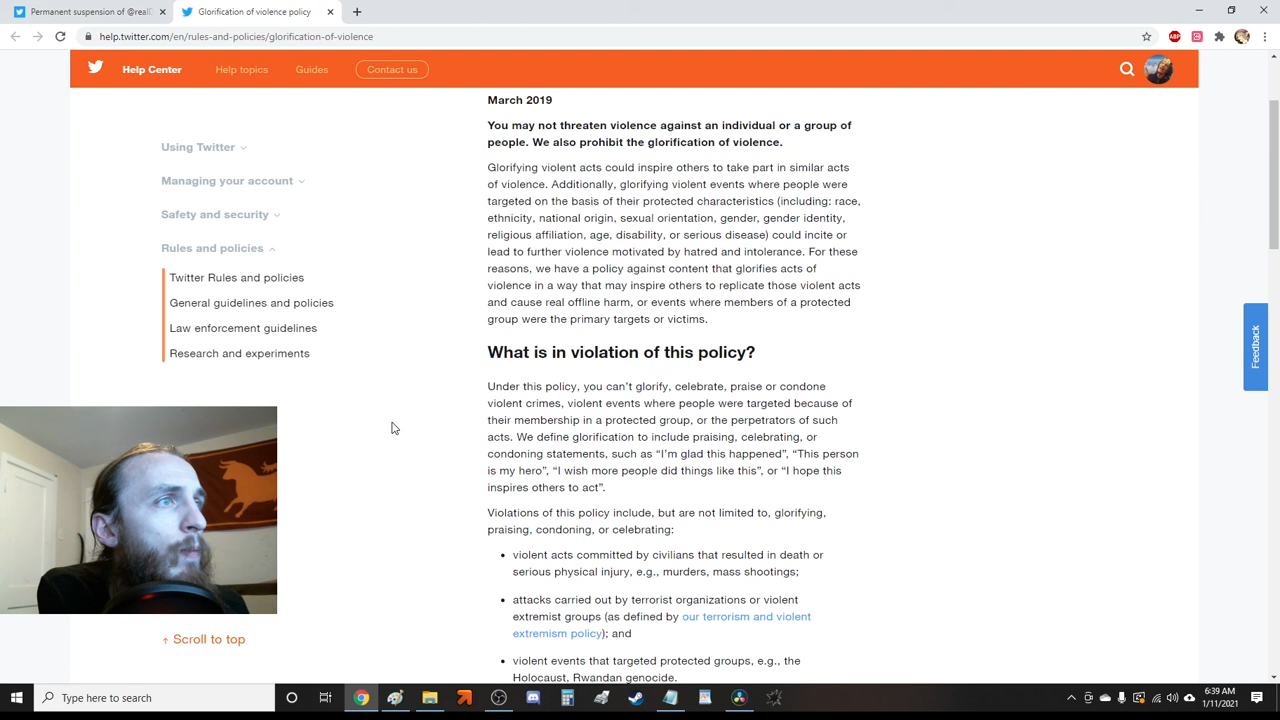 Permanent suspension of @realD
Glorification of violence policy
help.twitter.com/en/rules-and-policies/glorification-of-violence
ABP
Help Center
Help topics
Guides
Contact us
March 2019
You may not threaten violence against an individual or a group of
people. We also prohibit the glorification of violence.
Glorifying violent acts could inspire others to take part in similar acts
of violence. Additionally, glorifying violent events where people were
targeted on the basis of their protected characteristics (including: race,
ethnicity, national origin, sexual orientation, gender, gender identity,
religious affiliation, age, disability, or serious disease) could incite or
lead to further violence motivated by hatred and intolerance. For these
reasons, we have a policy against content that glorifies acts of
violence in a way that may inspire others to replicate those violent acts
and cause real offline harm, or events where members of a protected
group were the primary targets or victims.
What is in violation of this policy?
Under this policy, you can't glorify, celebrate, praise or condone
violent crimes, violent events where people were targeted because of
their membership in a protected group, or the perpetrators of such
acts. We define glorification to include praising, celebrating, or
condoning statements, such as “I'm glad this happened”, “This person
is my hero”, “I wish more people did things like this”, or “I hope this
inspires others to act”.
Violations of this policy include, but are not limited to, glorifying,
praising, condoning, or celebrating:
• violent acts committed by civilians that resulted in death or
serious physical injury, e.g., murders, mass shootings;
• attacks carried out by terrorist organizations or violent
extremist groups (as defined by our terrorism and violent
extremism policy); and
• violent events that targeted protected groups, e.g., the
Holocaust, Rwandan genocide.
Using Twitter
Managing your account
Safety and security
Rules and policies
Twitter Rules and policies
General guidelines and policies
Law enforcement guidelines
Research and experiments
Scroll to top
Feedback
Type here to search
6:39 AM
1/11/2021